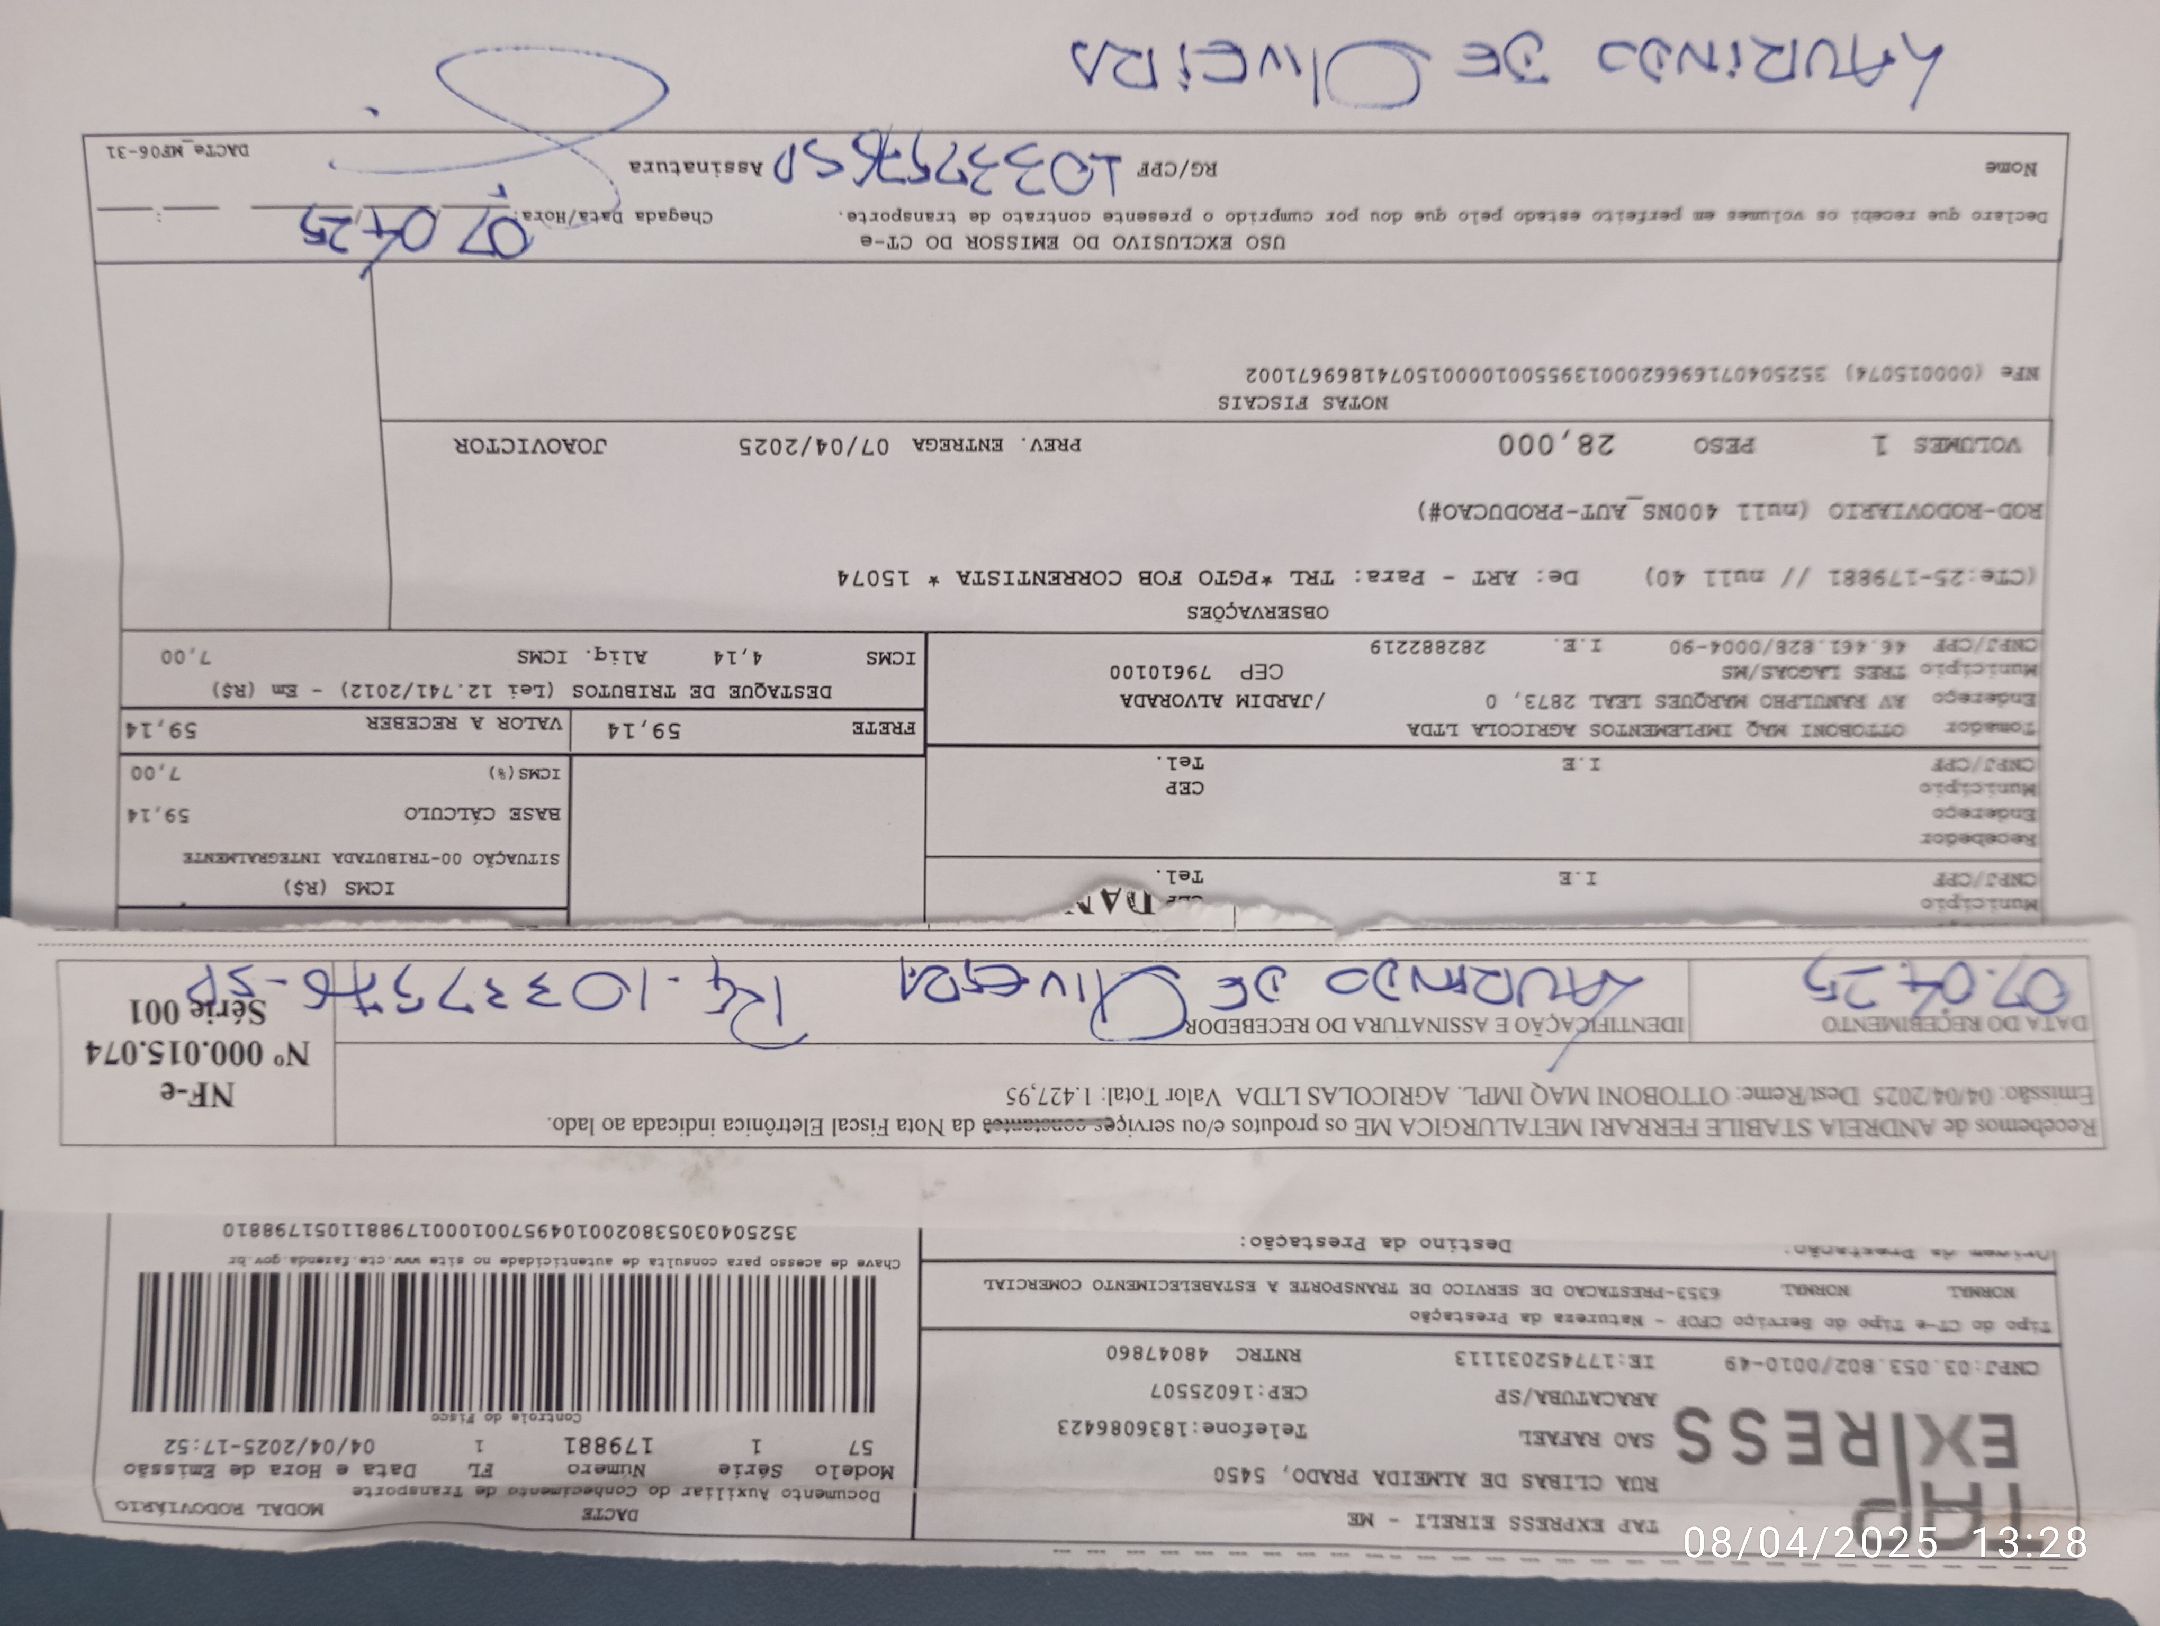 TAP EXPRESS
TAP EXPRESS EIRELI - ME
RUA CLIBAS DE ALMEIDA PRADO, 5450
SAO RAFAEL Telefone:1836086423
ARACATUBA/SP CEP:16025507
CNPJ:03.053.802/0010-49 IE:177452031113 RNTRC 48047860
DACTE MODAL RODOVIÁRIO
Documento Auxiliar do Conhecimento de Transporte
Modelo Série Número FL Data e Hora de Emissão
57 1 179881 1 04/04/2025-17:52
Controle do Fisco
Tipo do CT-e Tipo do Serviço CFOP - Natureza da Prestação
NORMAL NORMAL 6353-PRESTACAO DE SERVICO DE TRANSPORTE A ESTABELECIMENTO COMERCIAL
Chave de acesso para consulta de autenticidade no site www.cte.fazenda.gov.br
35250403053802001049570010001798811051798810
Origem da Prestação: Destino da Prestação:
Recebemos de ANDREIA STABILE FERRARI METALURGICA ME os produtos e/ou serviços constantes da Nota Fiscal Eletrônica indicada ao lado.
Emissão: 04/04/2025 Dest/Reme: OTTOBONI MAQ IMPL. AGRICOLAS LTDA Valor Total: 1.427,95
NF-e
Nº 000.015.074
Série 001
DATA DO RECEBIMENTO IDENTIFICAÇÃO E ASSINATURA DO RECEBEDOR
07.04.25 LAURINDO DE OLIVEIRA RG-10337576-SP
Município CEP
CNPJ/CPF I.E Tel.
Recebedor
Endereço
Município CEP
CNPJ/CPF I.E Tel.
ICMS (R$)
SITUAÇÃO 00-TRIBUTADA INTEGRALMENTE
BASE CÁLCULO 59,14
ICMS(%) 7,00
Tomador OTTOBONI MAQ IMPLEMENTOS AGRICOLA LTDA
Endereço AV RANULPHO MARQUES LEAL 2873, 0 /JARDIM ALVORADA
Município TRES LAGOAS/MS CEP 79610100
CNPJ/CPF 46.461.828/0004-90 I.E. 282882219
FRETE 59,14 VALOR A RECEBER 59,14
DESTAQUE DE TRIBUTOS (Lei 12.741/2012) - Em (R$)
ICMS 4,14 Aliq. ICMS 7,00
OBSERVAÇÕES
(CTe:25-179881 // null 40) De: ART - Para: TRL *PGTO FOB CORRENTISTA * 15074
ROD-RODOVIARIO (null 400NS_AUT-PRODUCAO#)
VOLUMES 1 PESO 28,000 PREV. ENTREGA 07/04/2025 JOAOVICTOR
NOTAS FISCAIS
NFe (000015074) 35250407169662000139550010000150741869671002
USO EXCLUSIVO DO EMISSOR DO CT-e
Declaro que recebi os volumes em perfeito estado pelo que dou por cumprido o presente contrato de transporte. Chegada Data/Hora: 07 04 25
Nome RG/CPF 10337576SP Assinatura
DACTe_MF06-31
LAURINDO DE OLIVEIRA
08/04/2025 13:28